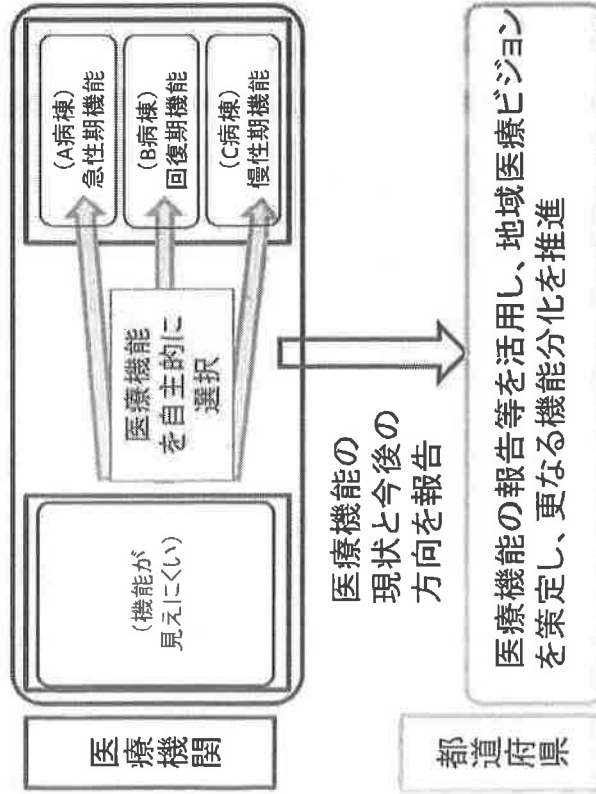 医療機関
(機能が
見えにくい)
医療機能
を自主的に
選択
(A病棟)
急性期機能
(B病棟)
回復期機能
(C病棟)
慢性期機能
医療機能の
現状と今後の
方向を報告
都道府県
医療機能の報告等を活用し、地域医療ビジョン
を策定し、更なる機能分化を推進